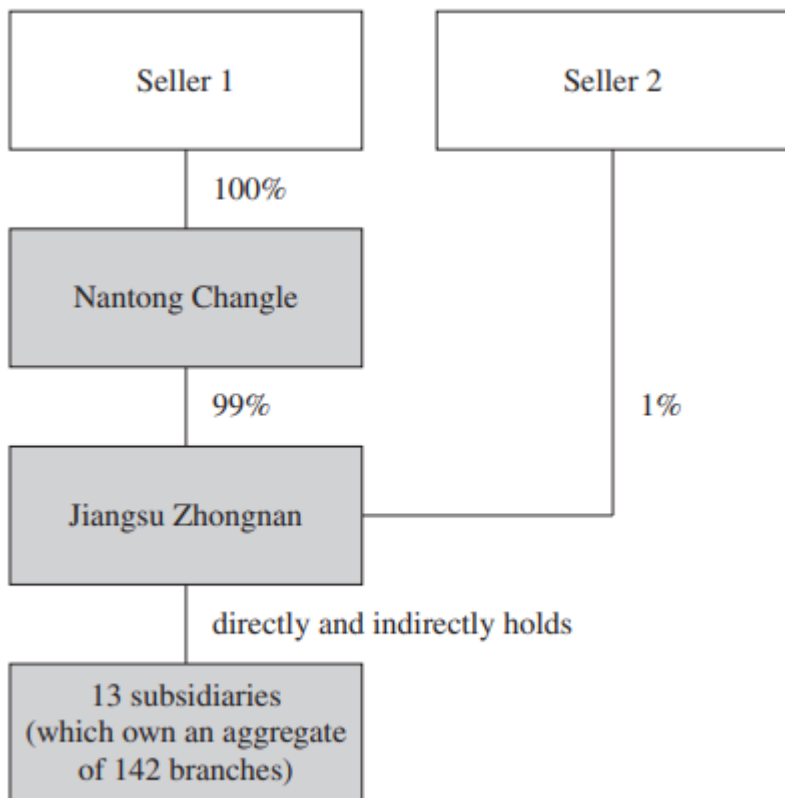 Seller 1
Seller 2
100%
Nantong Changle
99%
1%
Jiangsu Zhongnan
directly and indirectly holds
13 subsidiaries
(which own an aggregate
of 142 branches)